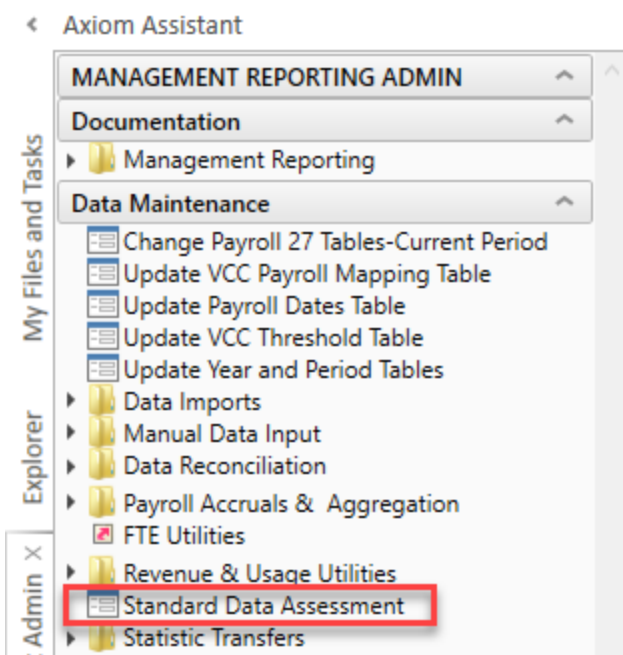 Axiom Assistant
MANAGEMENT REPORTING ADMIN
Documentation
Management Reporting
Data Maintenance
Change Payroll 27 Tables-Current Period
Update VCC Payroll Mapping Table
Update Payroll Dates Table
Update VCC Threshold Table
Update Year and Period Tables
Data Imports
Manual Data Input
Data Reconciliation
Payroll Accruals & Aggregation
FTE Utilities
Revenue & Usage Utilities
Standard Data Assessment
Statistic Transfers
My Files and Tasks
Explorer
Admin